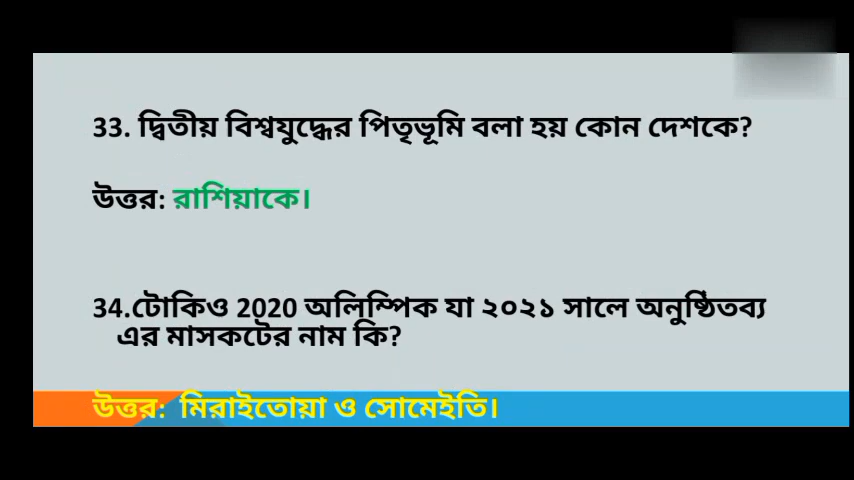 33. দ্বিতীয় বিশ্বযুদ্ধের পিতৃভূমি বলা হয় কোন দেশকে?
উত্তর: রাশিয়াকে।
34.টোকিও 2020 অলিম্পিক যা ২০২১ সালে অনুষ্ঠিতব্য
এর মাসকটের নাম কি?
উত্তর: মিরাইতোয়া ও সোমেইতি।